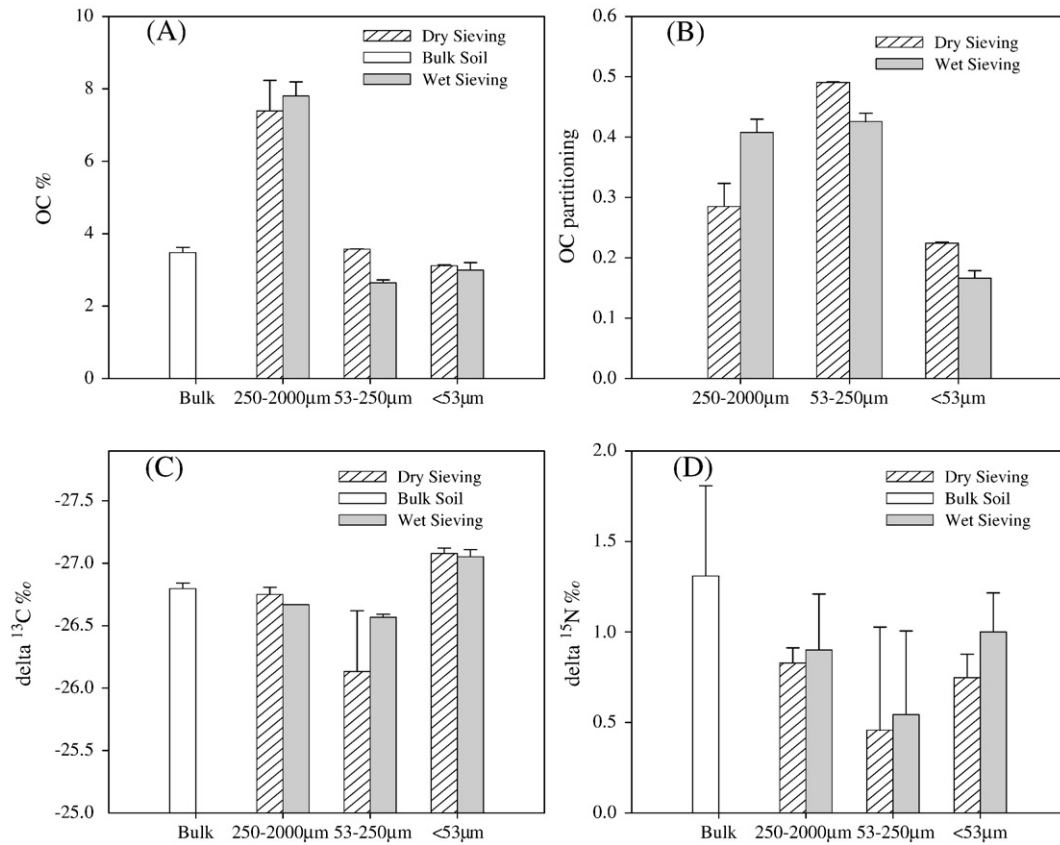 (A)
Dry Sieving
Bulk Soil
Wet Sieving
OC %
10
8
6
4
2
0
Bulk 250-2000μm 53-250μm <53μm
(B)
Dry Sieving
Wet Sieving
OC partitioning
0.6
0.5
0.4
0.3
0.2
0.1
0.0
250-2000μm 53-250μm <53μm
(C)
Dry Sieving
Bulk Soil
Wet Sieving
delta ¹³C ‰
-27.5
-27.0
-26.5
-26.0
-25.5
-25.0
Bulk 250-2000μm 53-250μm <53μm
(D)
Dry Sieving
Bulk Soil
Wet Sieving
delta ¹⁵N ‰
2.0
1.5
1.0
0.5
0.0
Bulk 250-2000μm 53-250μm <53μm